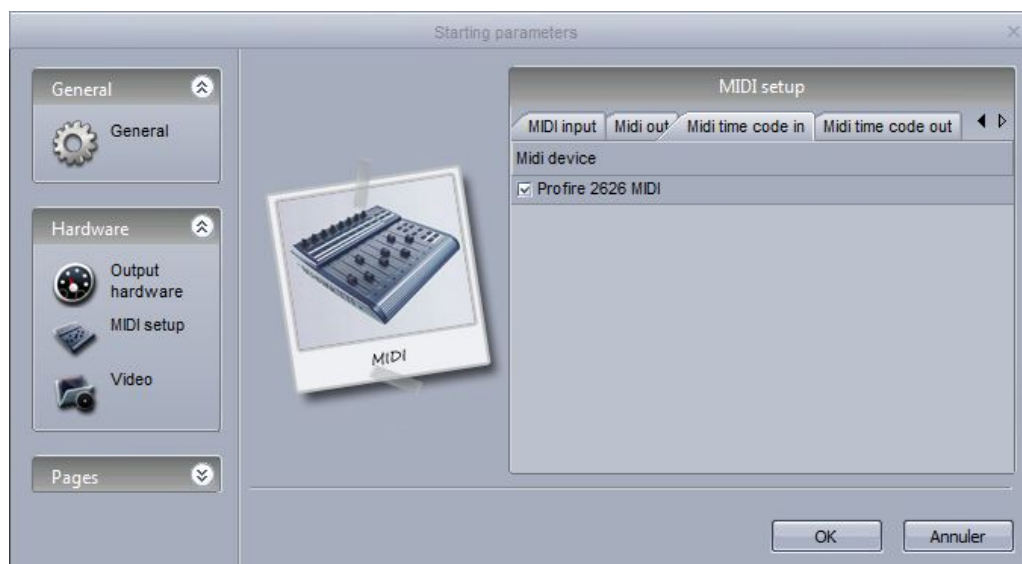 Starting parameters
General
General
Hardware
Output
hardware
MIDI setup
Video
Pages
MIDI
MIDI setup
MIDI input
Midi out
Midi time code in
Midi time code out
Midi device
Profire 2626 MIDI
OK
Annuler